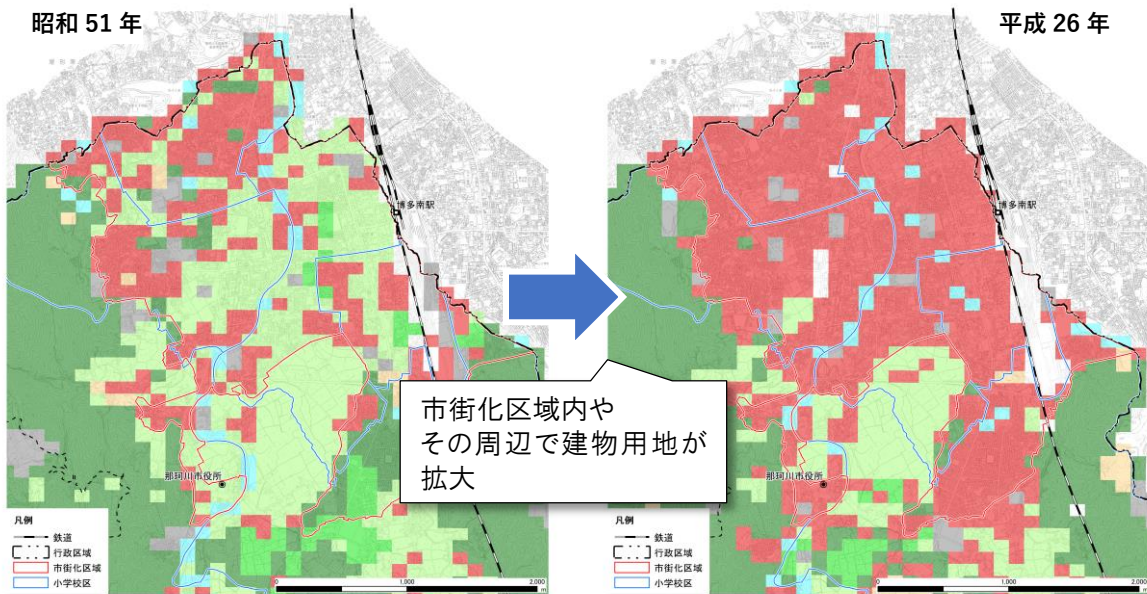 昭和 51 年
平成 26 年
博多南駅
博多南駅
市街化区域内や
その周辺で建物用地が
拡大
那珂川市役所
那珂川市役所
凡例
鉄道
行政区域
市街化区域
小学校区
0 1,000 2,000
m
凡例
鉄道
行政区域
市街化区域
小学校区
0 1,000 2,000
m